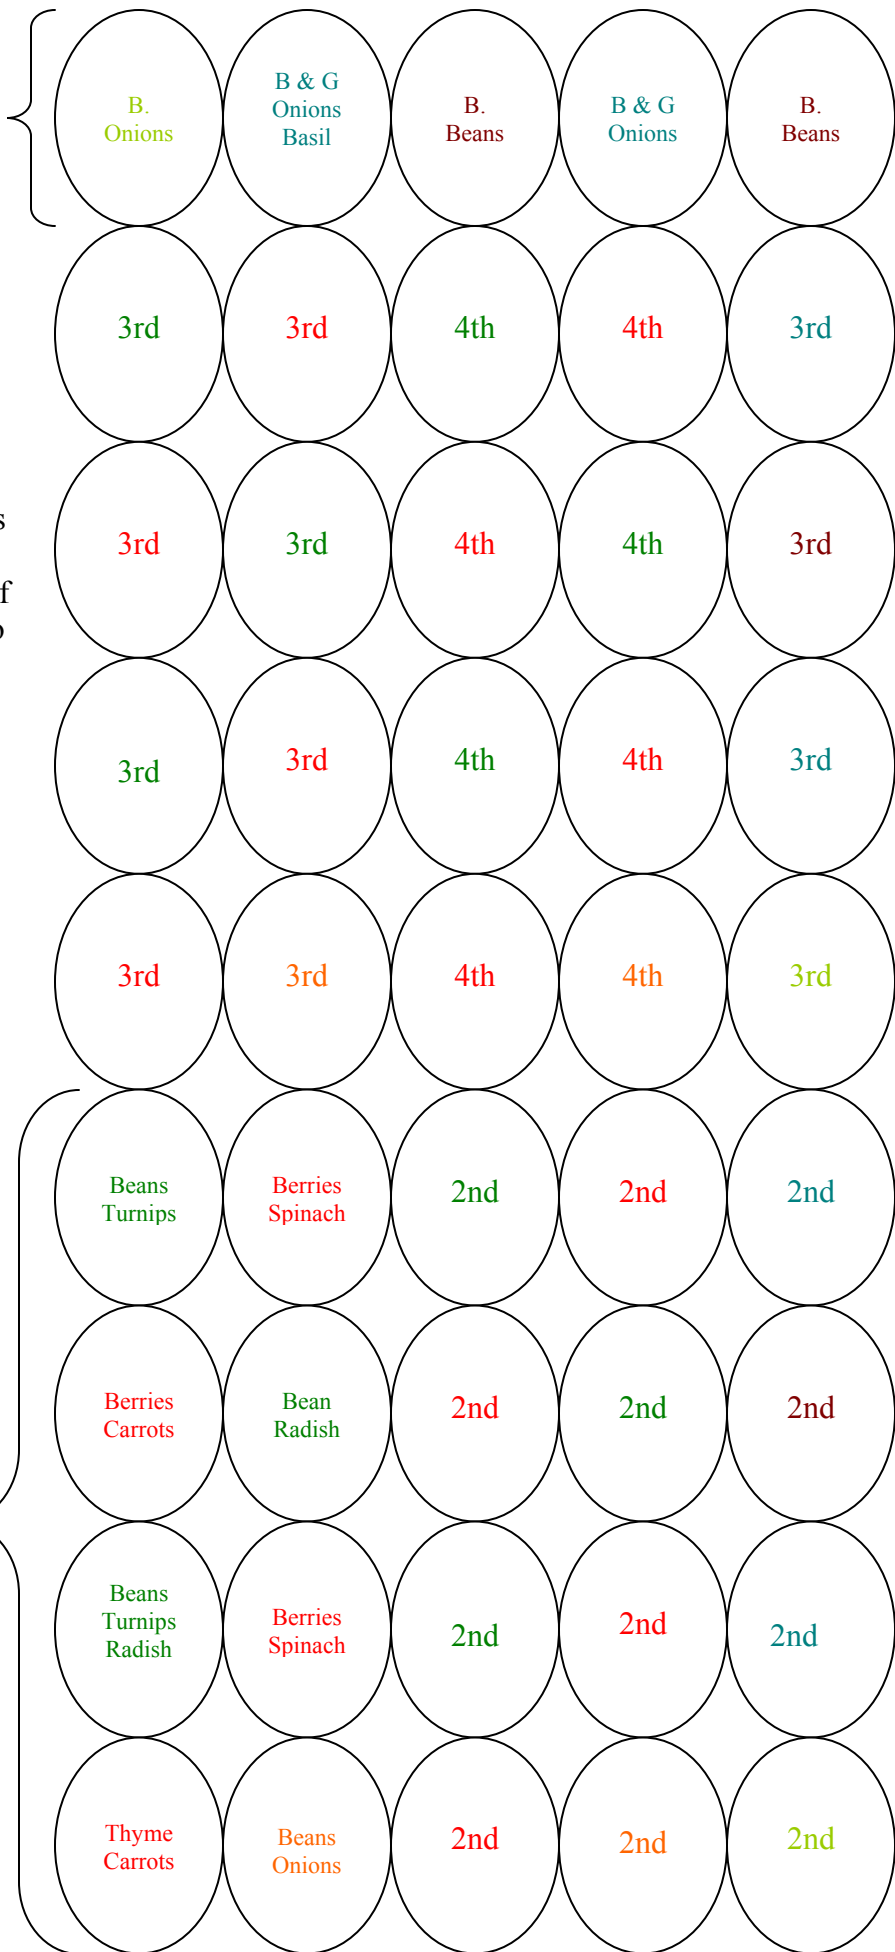 B.
Onions
B & G
Onions
Basil
B.
Beans
B & G
Onions
B.
Beans
3rd
3rd
4th
4th
3rd
s
f
3rd
3rd
4th
4th
3rd
3rd
3rd
4th
4th
3rd
3rd
3rd
4th
4th
3rd
Beans
Turnips
Berries
Spinach
2nd
2nd
2nd
Berries
Carrots
Bean
Radish
2nd
2nd
2nd
Beans
Turnips
Radish
Berries
Spinach
2nd
2nd
2nd
Thyme
Carrots
Beans
Onions
2nd
2nd
2nd